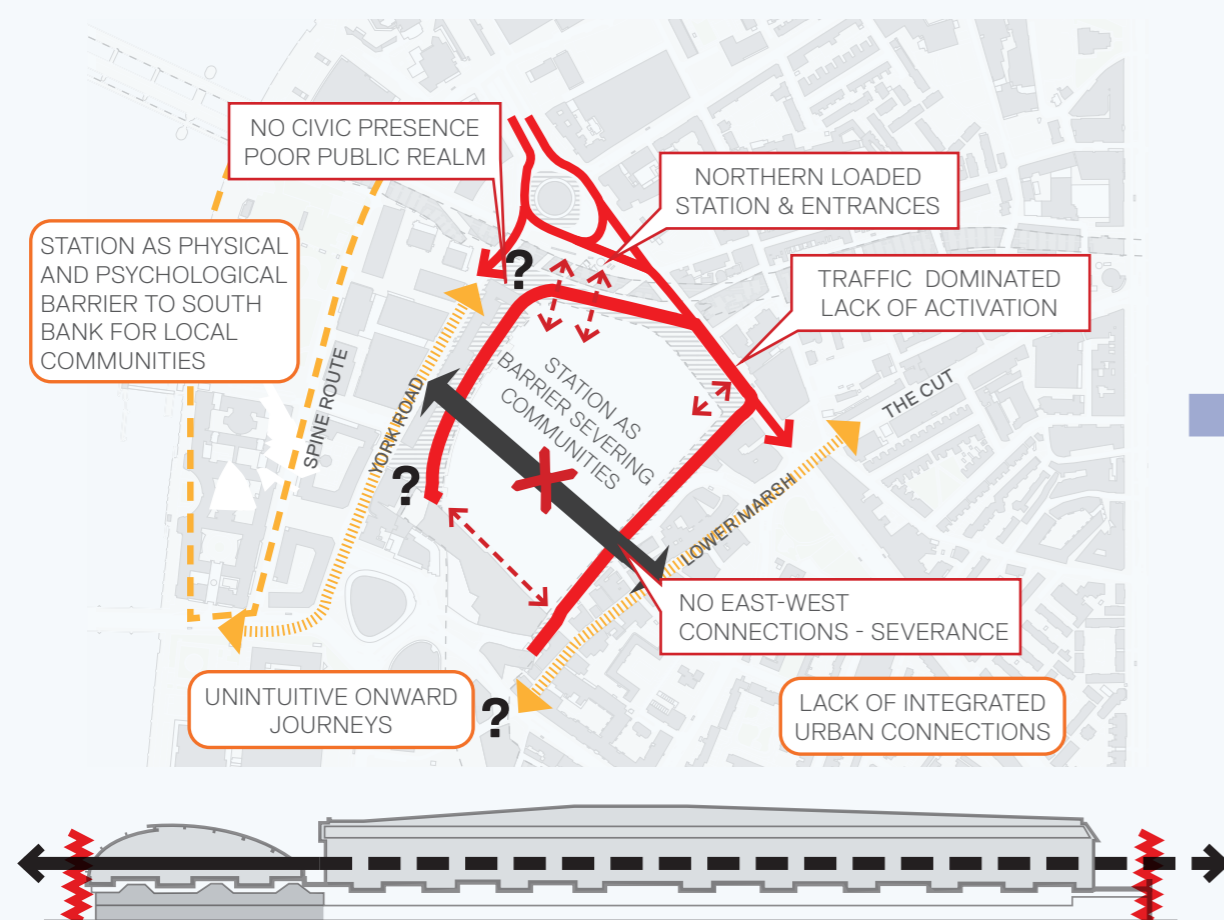 NO CIVIC PRESENCE
POOR PUBLIC REALM
NORTHERN LOADED
STATION & ENTRANCES
STATION AS PHYSICAL
AND PSYCHOLOGICAL
BARRIER TO SOUTH
BANK FOR LOCAL
COMMUNITIES
?
TRAFFIC DOMINATED
LACK OF ACTIVATION
SPINE ROUTE
YORK ROAD
STATION AS
BARRIER SEVERING
COMMUNITIES
THE CUT
?
LOWER MARSH
NO EAST-WEST
CONNECTIONS - SEVERANCE
UNINTUITIVE ONWARD
JOURNEYS
?
LACK OF INTEGRATED
URBAN CONNECTIONS